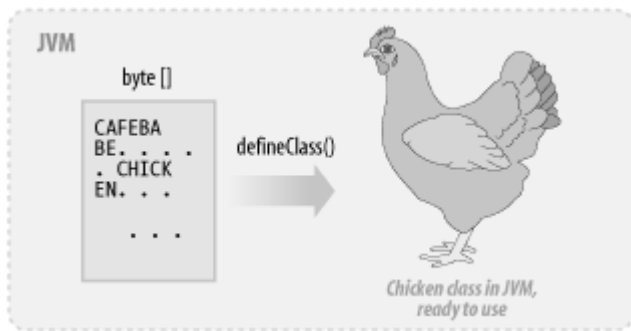 JVM
byte []
CAFEBA
BE. . . .
. CHICK
EN. . .
. . .
defineClass()
Chicken class in JVM,
ready to use